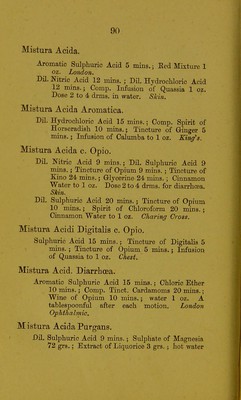 90
Mistura Acida.
Aromatic Sulphuric Acid 5 mins.; Red Mixture 1
oz. London.
Dil. Nitric Acid 12 mins.; Dil. Hydrochloric Acid
12 mins.; Comp. Infusion of Quassia 1 oz.
Dose 2 to 4 drms. in water. Skin.
Mistura Acida Aromatica.
Dil. Hydrochloric Acid 15 mins.; Comp. Spirit of
Horseradish 10 mins.; Tincture of Ginger 5
mins.; Infusion of Calumba to 1 oz. King's.
Mistura Acida c. Opio.
Dil. Nitric Acid 9 mins.; Dil. Sulphuric Acid 9
mins.; Tincture of Opium 9 mins.; Tincture of
Kino 24 mins.; Glycerine 24 mins.; Cinnamon
Water to 1 oz. Dose 2 to 4 drms. for diarrhœa.
Skin.
Dil. Sulphuric Acid 20 mins.; Tincture of Opium
10 mins.; Spirit of Chloroform 20 mins.;
Cinnamon Water to 1 oz. Charing Cross.
Mistura Acidi Digitalis c. Opio.
Sulphuric Acid 15 mins.; Tincture of Digitalis 5
mins.; Tincture of Opium 5 mins.; Infusion
of Quassia to 1 oz. Chest.
Mistura Acid. Diarrhœa.
Aromatic Sulphuric Acid 15 mins.; Chloric Ether
10 mins.; Comp. Tinct. Cardamoms 20 mins.;
Wine of Opium 10 mins.; water 1 oz. A
tablespoonful after each motion. London
Ophthalmic.
Mistura Acida Purgans.
Dil. Sulphuric Acid 9 mins.; Sulphate of Magnesia
72 grs.; Extract of Liquorice 3 grs.; hot water